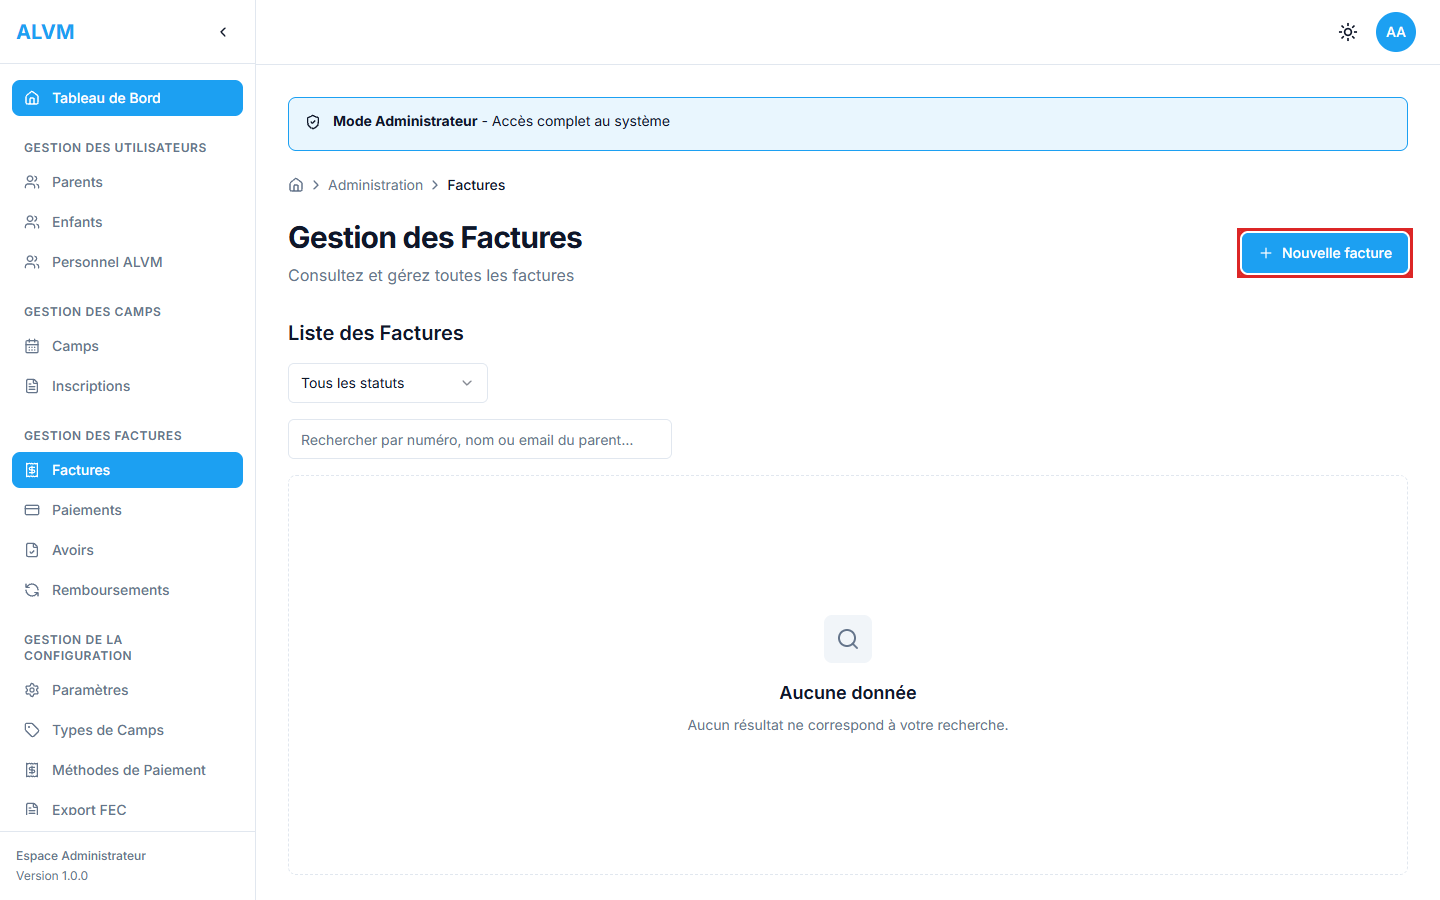 ALVM
AA
Tableau de Bord
Mode Administrateur - Accès complet au système
GESTION DES UTILISATEURS
Parents
Enfants
Personnel ALVM
GESTION DES CAMPS
Camps
Inscriptions
GESTION DES FACTURES
Factures
Paiements
Avoirs
Remboursements
GESTION DE LA
CONFIGURATION
Paramètres
Types de Camps
Méthodes de Paiement
Export FEC
Espace Administrateur
Version 1.0.0
Administration
Factures
Gestion des Factures
Consultez et gérez toutes les factures
Nouvelle facture
Liste des Factures
Tous les statuts
Rechercher par numéro, nom ou email du parent...
Aucune donnée
Aucun résultat ne correspond à votre recherche.